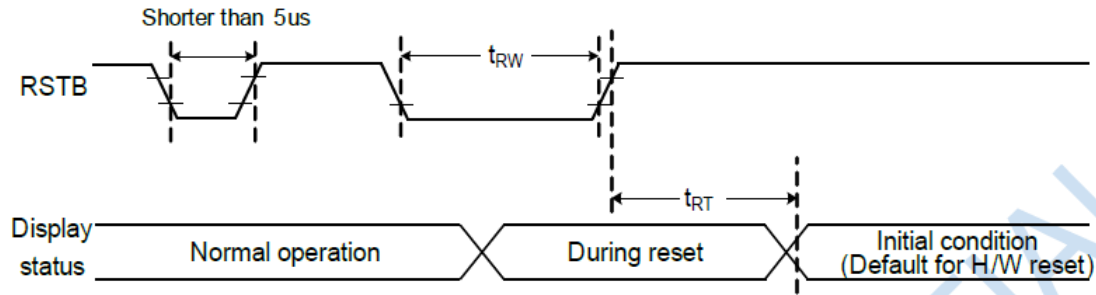 Shorter than 5us
RSTB
tRW
tRT
Display
status
Normal operation
During reset
Initial condition
(Default for H/W reset)